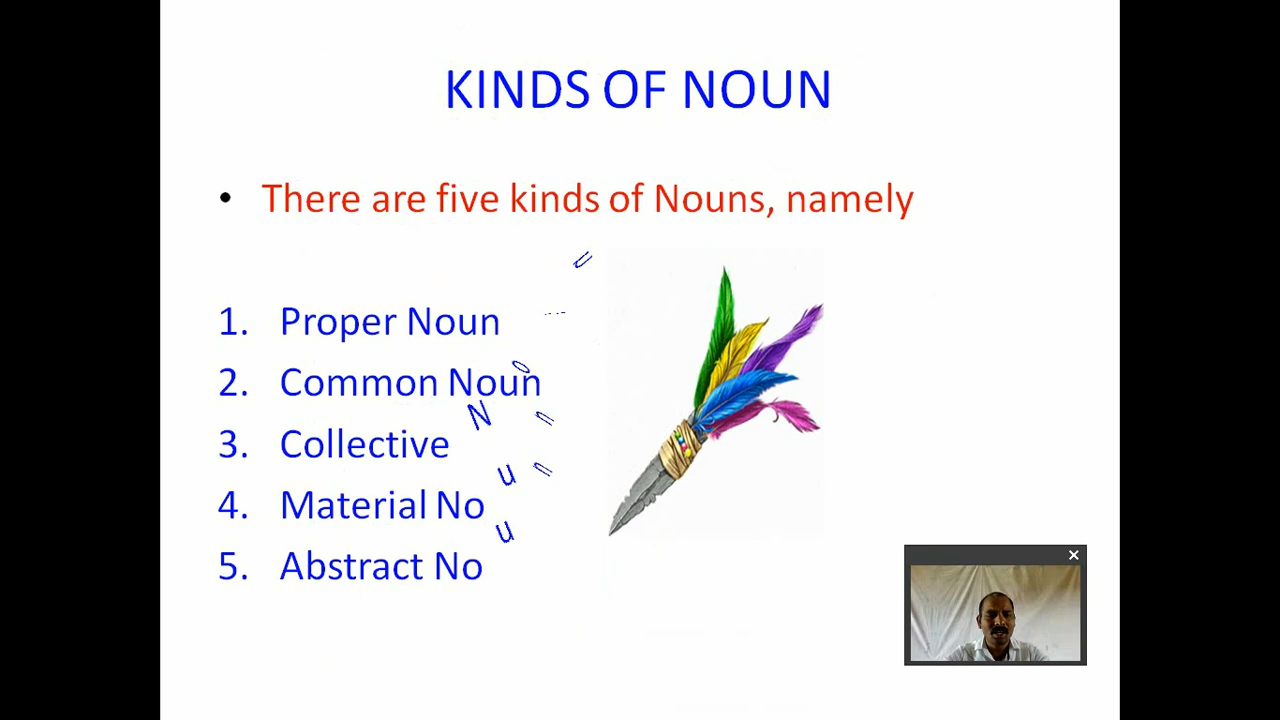 KINDS OF NOUN
• There are five kinds of Nouns, namely
1. Proper Noun
2. Common Noun
3. Collective
4. Material No
5. Abstract No